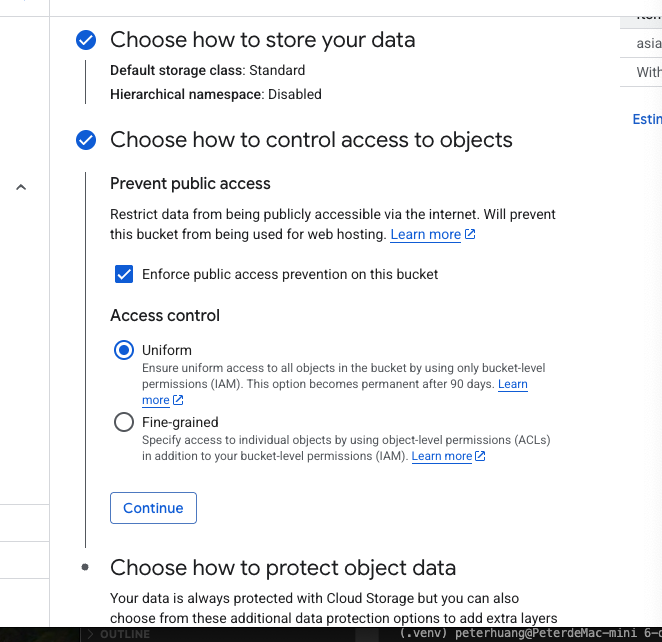 Choose how to store your data
asia
Default storage class: Standard
With
Hierarchical namespace: Disabled
Estin
Choose how to control access to objects
Prevent public access
Restrict data from being publicly accessible via the internet. Will prevent
this bucket from being used for web hosting. Learn more
Enforce public access prevention on this bucket
Access control
Uniform
Ensure uniform access to all objects in the bucket by using only bucket-level
permissions (IAM). This option becomes permanent after 90 days. Learn
more
Fine-grained
Specify access to individual objects by using object-level permissions (ACLs)
in addition to your bucket-level permissions (IAM). Learn more
Continue
Choose how to protect object data
Your data is always protected with Cloud Storage but you can also
choose from these additional data protection options to add extra layers
OUTLINE
(.venv) peterhuang@PeterdeMac-mini 6-